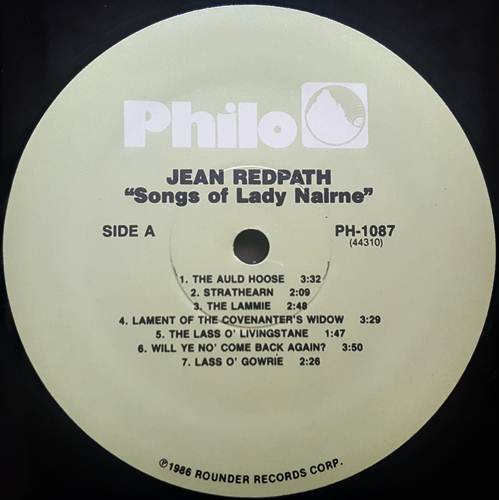 Philo
JEAN REDPATH
"Songs of Lady Nairne"
SIDE A
PH-1087
(44310)
1. THE AULD HOOSE 3:32
2. STRATHEARN 2:09
3. THE LAMMIE 2:48
4. LAMENT OF THE COVENANTER'S WIDOW 3:29
5. THE LASS O' LIVINGSTANE 1:47
6. WILL YE NO' COME BACK AGAIN? 3:50
7. LASS O' GOWRIE 2:26
℗1986 ROUNDER RECORDS CORP.